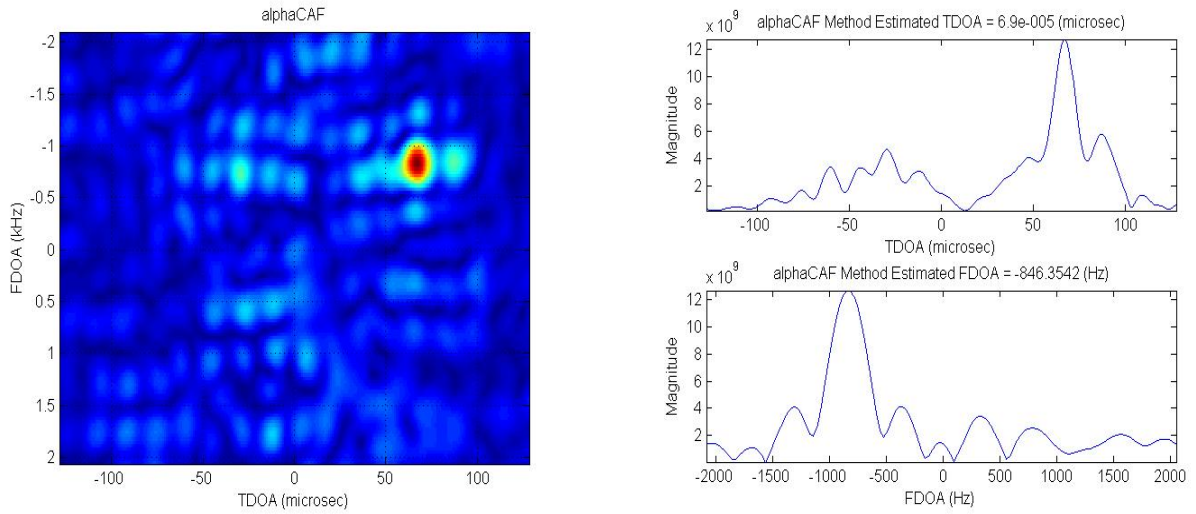 alphaCAF
-2
-1.5
-1
-0.5
0
0.5
1
1.5
2
FDOA (kHz)
-100 -50 0 50 100
TDOA (microsec)
x 10^9
alphaCAF Method Estimated TDOA = 6.9e-005 (microsec)
12
10
8
6
4
2
Magnitude
-100 -50 0 50 100
TDOA (microsec)
x 10^9
alphaCAF Method Estimated FDOA = -846.3542 (Hz)
12
10
8
6
4
2
Magnitude
-2000 -1500 -1000 -500 0 500 1000 1500 2000
FDOA (Hz)